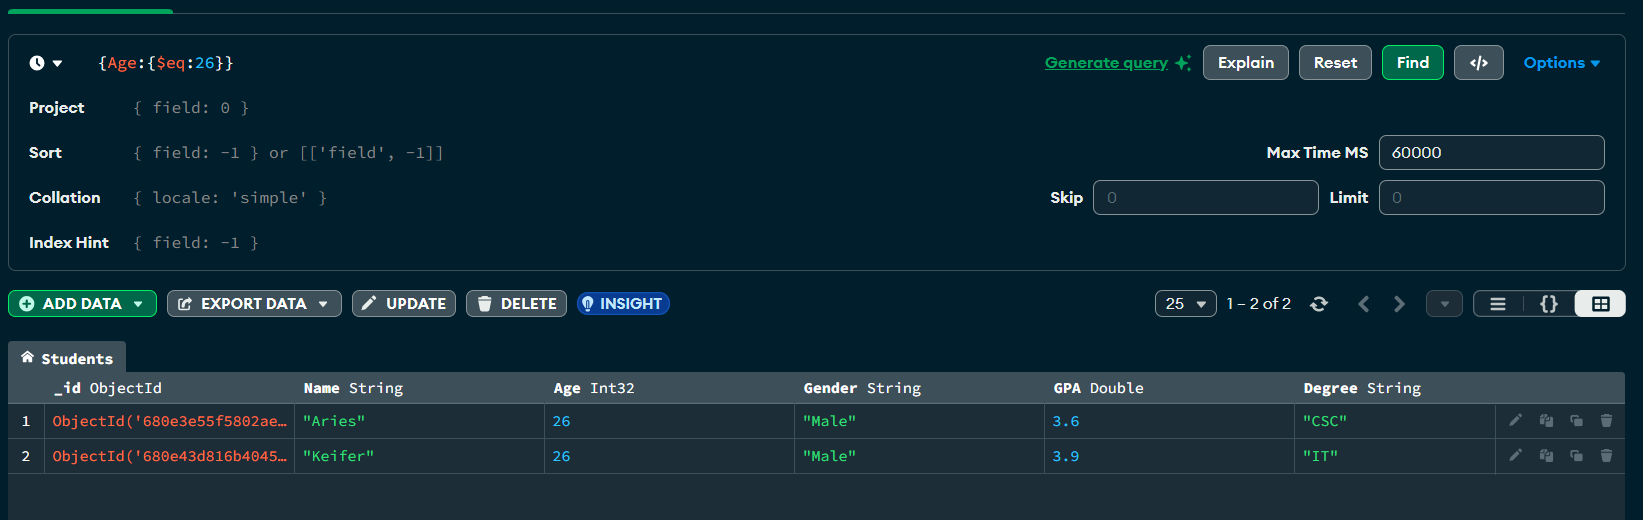 {Age:{$eq:26}} Generate query Explain Reset Find </> Options
Project { field: 0 }
Sort { field: -1 } or [['field', -1]] Max Time MS 60000
Collation { locale: 'simple' } Skip 0 Limit 0
Index Hint { field: -1 }
ADD DATA EXPORT DATA UPDATE DELETE INSIGHT 25 1 – 2 of 2 {}
Students
_id ObjectId Name String Age Int32 Gender String GPA Double Degree String
1 ObjectId('680e3e55f5802ae… "Aries" 26 "Male" 3.6 "CSC"
2 ObjectId('680e43d816b4045… "Keifer" 26 "Male" 3.9 "IT"